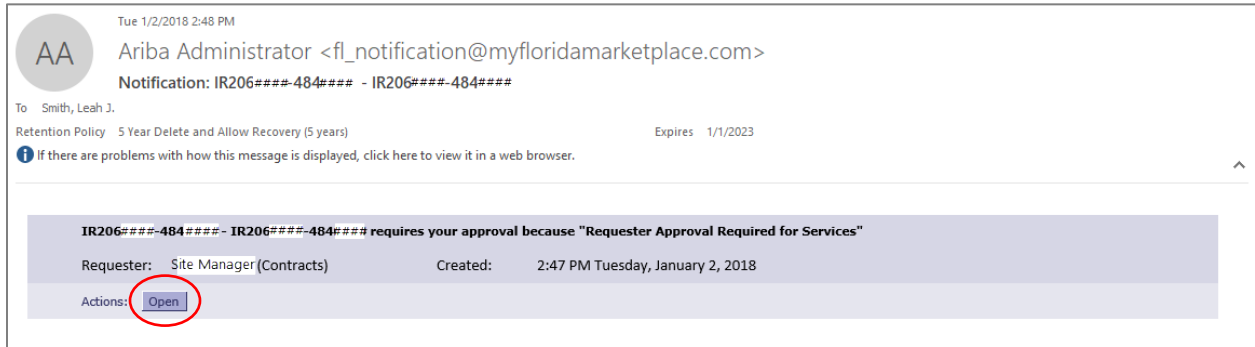 Tue 1/2/2018 2:48 PM
AA
Ariba Administrator <fl_notification@myfloridamarketplace.com>
Notification: IR206####-484#### - IR206####-484####
To Smith, Leah J.
Retention Policy 5 Year Delete and Allow Recovery (5 years) Expires 1/1/2023
If there are problems with how this message is displayed, click here to view it in a web browser.
IR206####-484#### - IR206####-484#### requires your approval because "Requester Approval Required for Services"
Requester: Site Manager (Contracts) Created: 2:47 PM Tuesday, January 2, 2018
Actions: Open